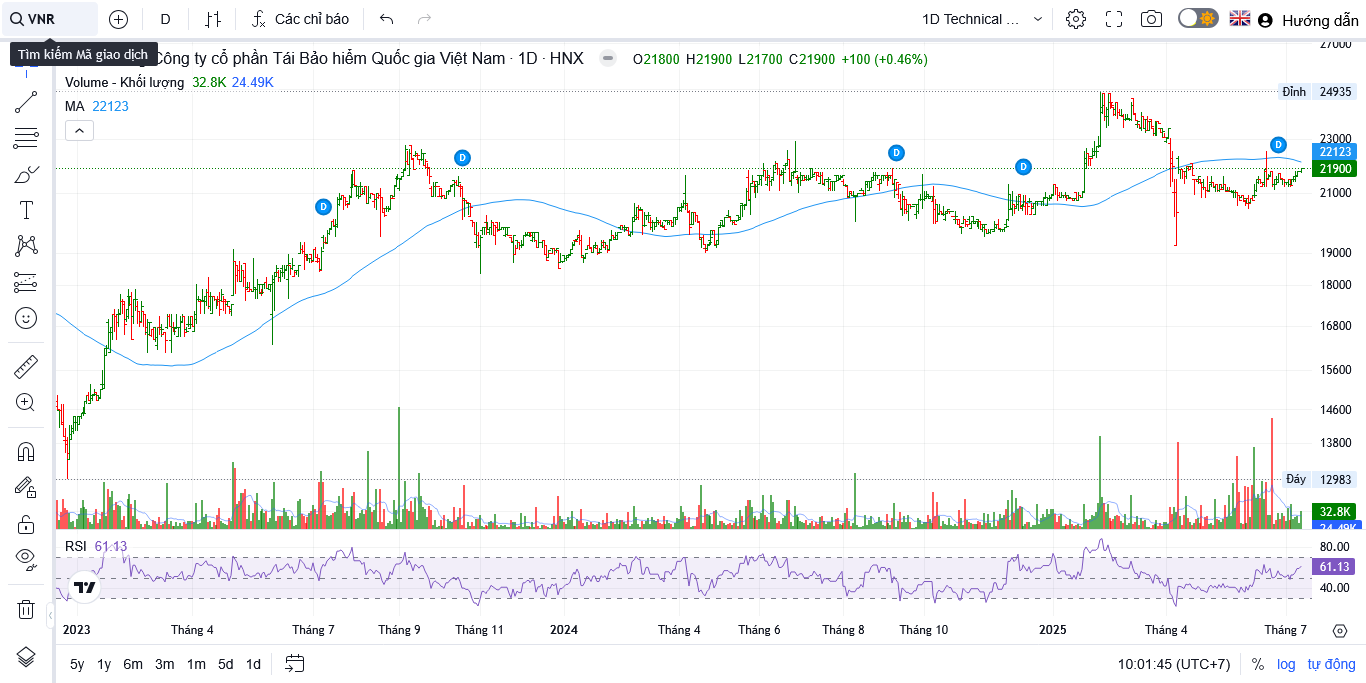 VNR
D
Các chỉ báo
1D Technical ...
Hướng dẫn
Tìm kiếm Mã giao dịch
Công ty cổ phần Tái Bảo hiểm Quốc gia Việt Nam · 1D · HNX
O21800 H21900 L21700 C21900 +100 (+0.46%)
Volume - Khối lượng 32.8K 24.49K
MA 22123
27000
Đỉnh 24935
23000
22123
21900
21000
19000
18000
16800
15600
14600
13800
Đáy 12983
32.8K
24.49K
D
D
D
D
D
RSI 61.13
80.00
61.13
40.00
2023 Tháng 4 Tháng 7 Tháng 9 Tháng 11 2024 Tháng 4 Tháng 6 Tháng 8 Tháng 10 2025 Tháng 4 Tháng 7
5y 1y 6m 3m 1m 5d 1d
10:01:45 (UTC+7) % log tự động